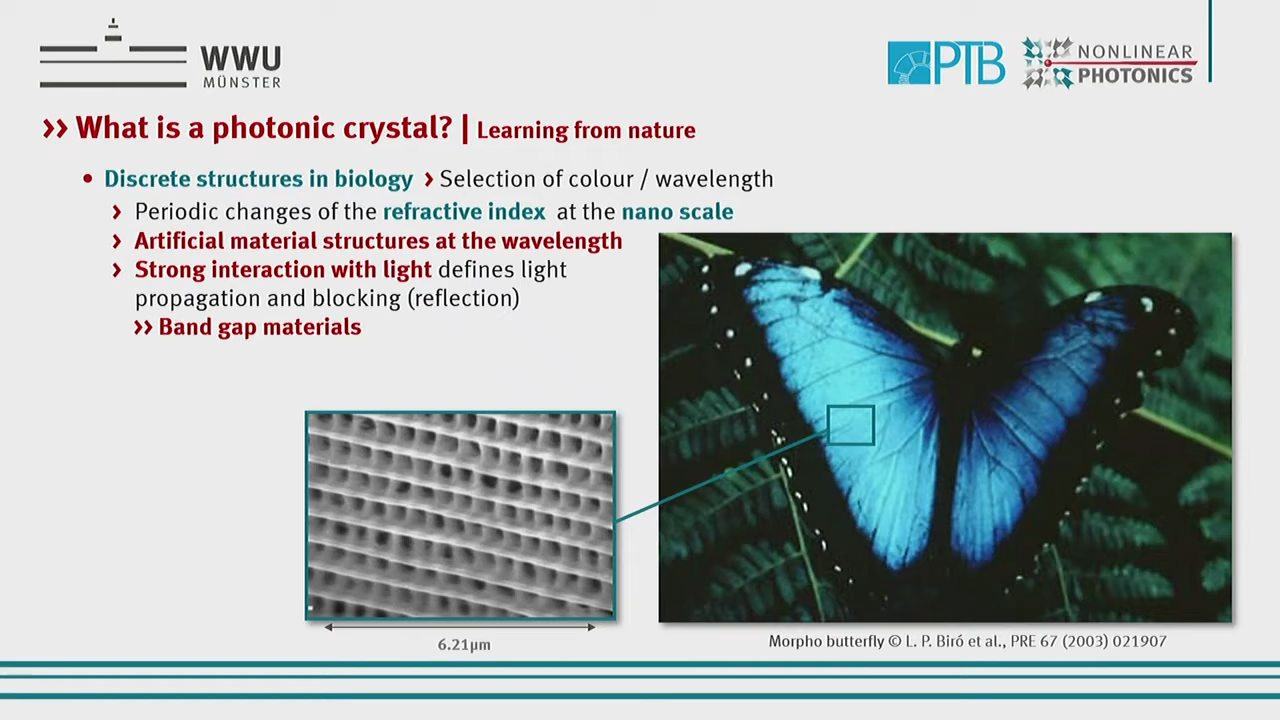 WWU
MÜNSTER
PTB
NONLINEAR
PHOTONICS
›› What is a photonic crystal? | Learning from nature
• Discrete structures in biology › Selection of colour / wavelength
› Periodic changes of the refractive index at the nano scale
› Artificial material structures at the wavelength
› Strong interaction with light defines light
propagation and blocking (reflection)
›› Band gap materials
6.21µm
Morpho butterfly © L. P. Biró et al., PRE 67 (2003) 021907